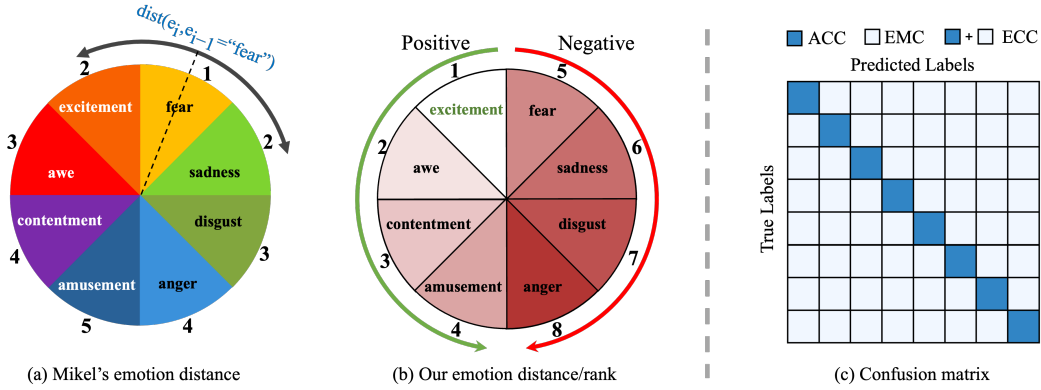 dist(ei,ei−1="fear")
2
1
excitement
fear
3
2
awe
sadness
contentment
disgust
4
3
amusement
anger
5
4
(a) Mikel's emotion distance
Positive
Negative
1
5
excitement
fear
2
6
awe
sadness
contentment
disgust
3
7
amusement
anger
4
8
(b) Our emotion distance/rank
ACC
EMC
+
ECC
Predicted Labels
True Labels
(c) Confusion matrix